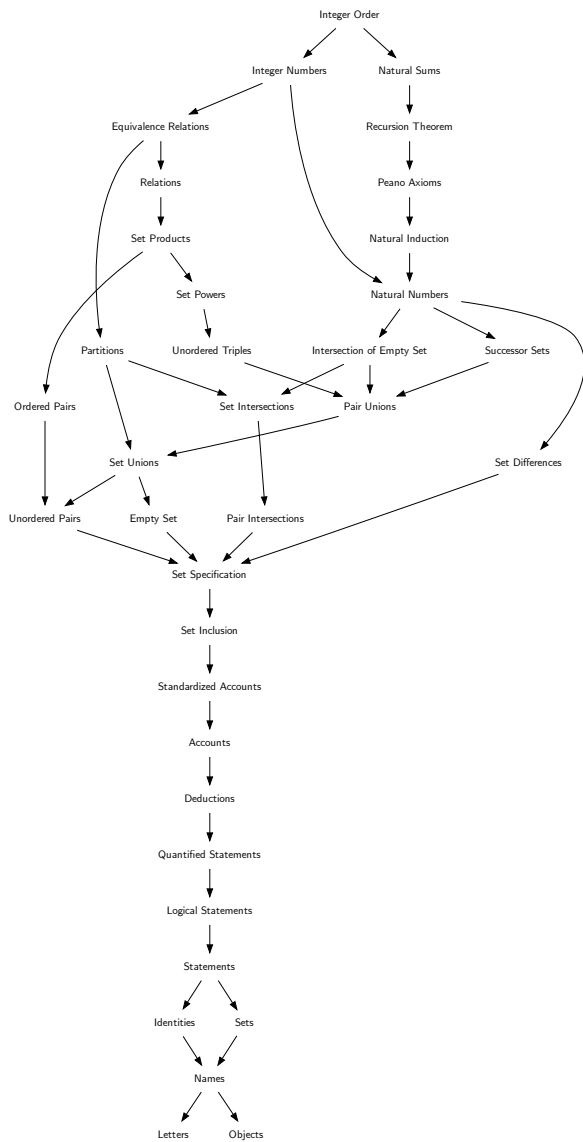 Integer Order
Integer Numbers
Natural Sums
Equivalence Relations
Recursion Theorem
Relations
Peano Axioms
Set Products
Natural Induction
Set Powers
Natural Numbers
Partitions
Unordered Triples
Intersection of Empty Set
Successor Sets
Ordered Pairs
Set Intersections
Pair Unions
Set Unions
Set Differences
Unordered Pairs
Empty Set
Pair Intersections
Set Specification
Set Inclusion
Standardized Accounts
Accounts
Deductions
Quantified Statements
Logical Statements
Statements
Identities
Sets
Names
Letters
Objects